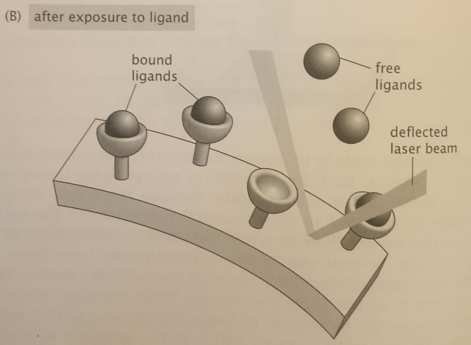 (B) after exposure to ligand
bound
ligands
free
ligands
deflected
laser beam